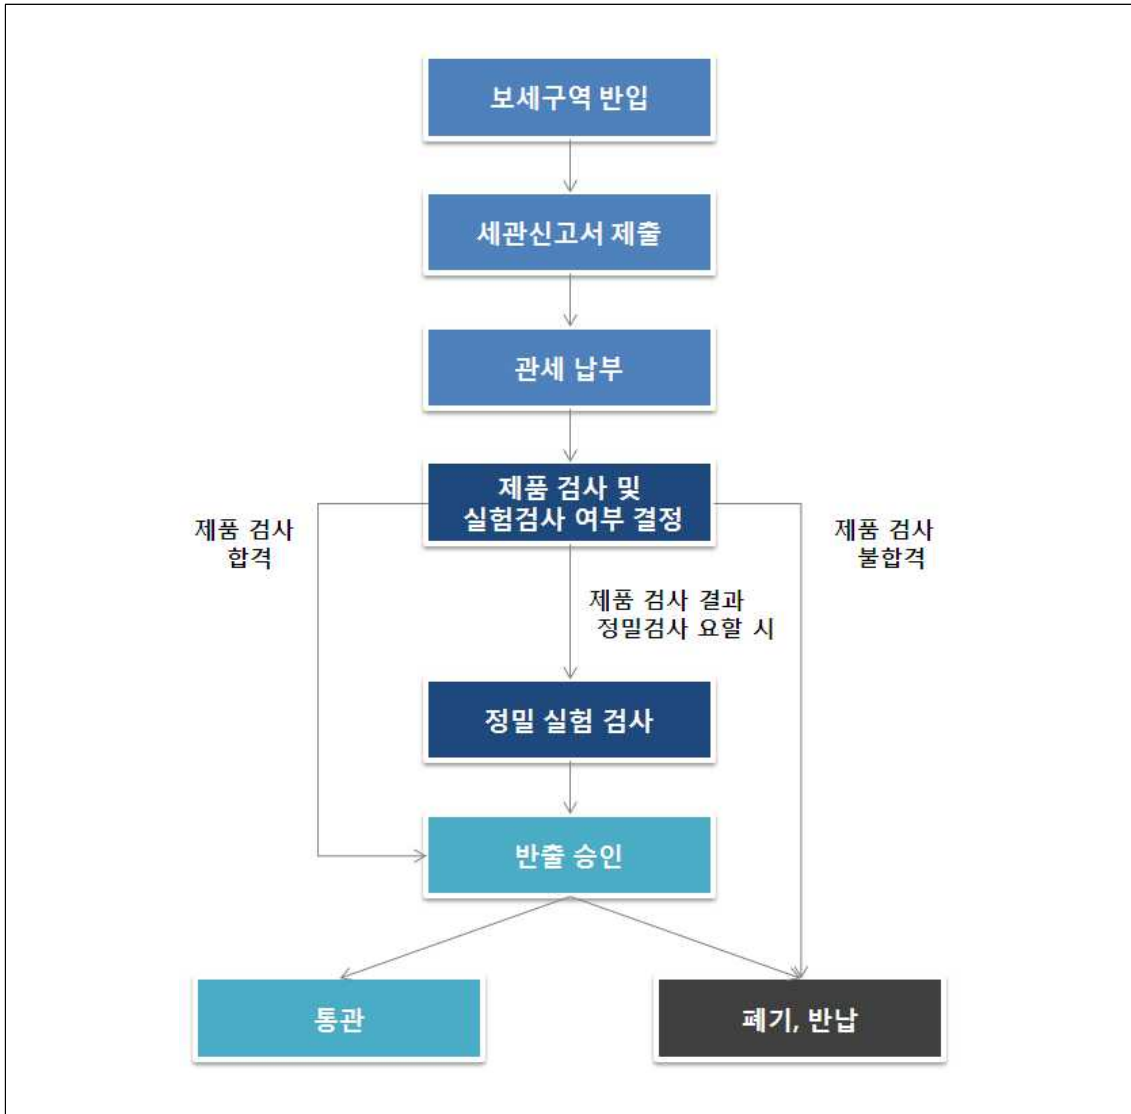 보세구역 반입
세관신고서 제출
관세 납부
제품 검사 및
실험검사 여부 결정
제품 검사
합격
제품 검사
불합격
제품 검사 결과
정밀검사 요할 시
정밀 실험 검사
반출 승인
통관
폐기, 반납